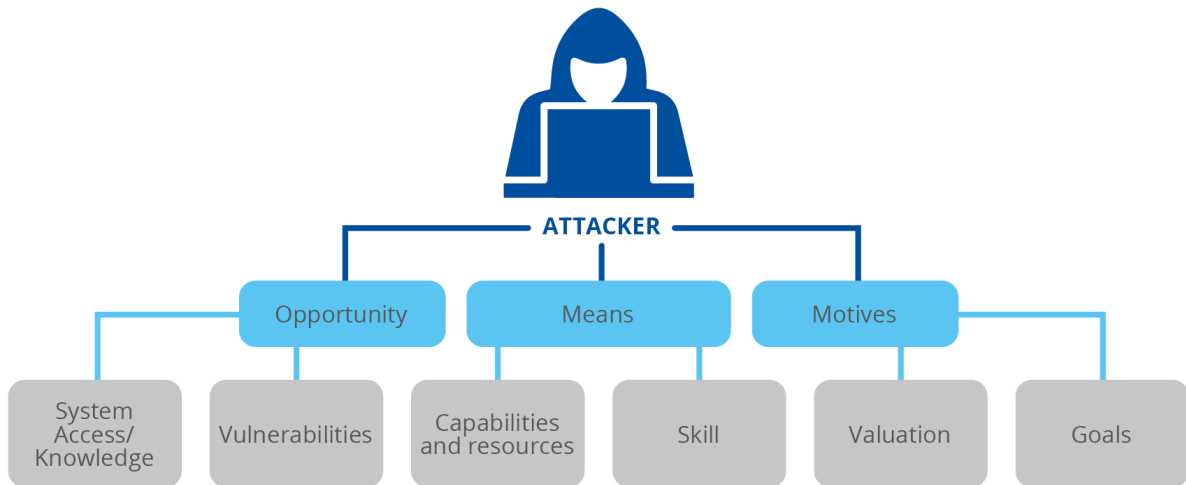 ATTACKER
Opportunity
Means
Motives
System
Access/
Knowledge
Vulnerabilities
Capabilities
and resources
Skill
Valuation
Goals